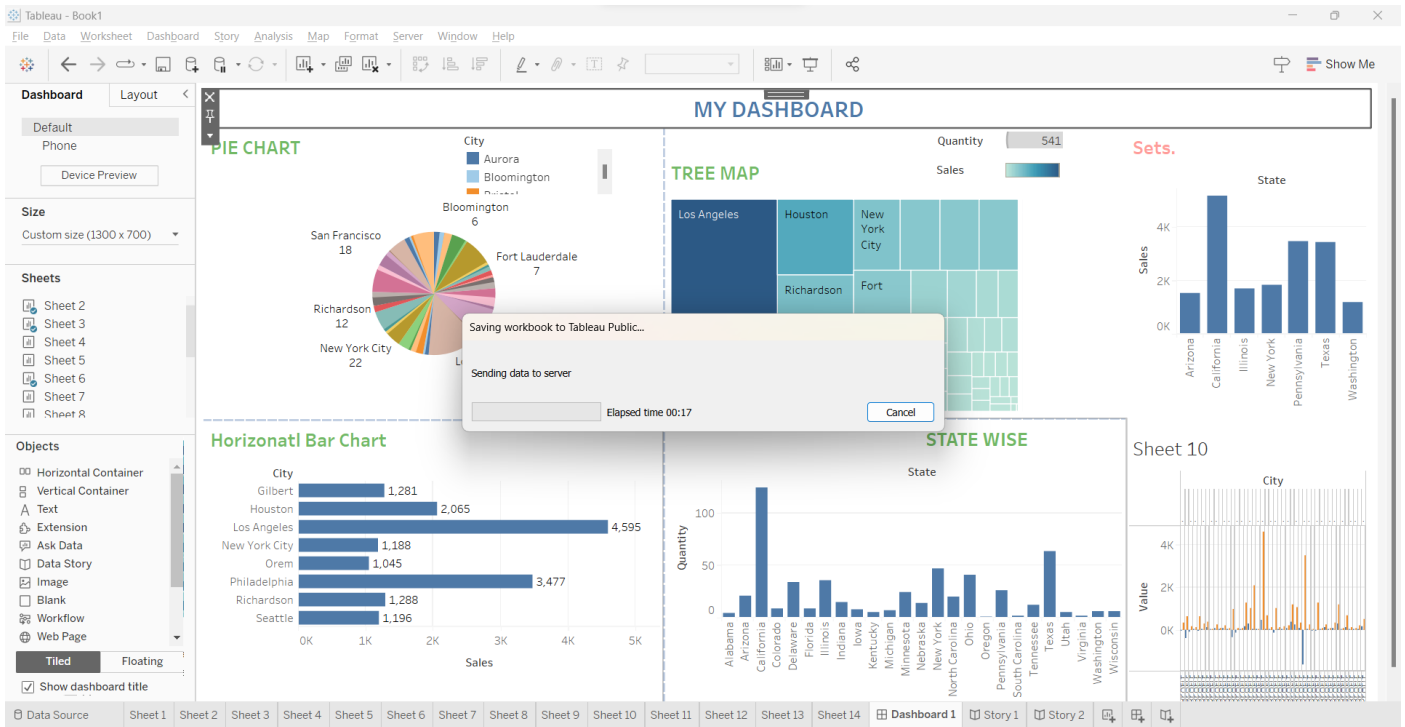 Tableau - Book1
File Data Worksheet Dashboard Story Analysis Map Format Server Window Help
Show Me
Dashboard Layout
Default
Phone
Device Preview
Size
Custom size (1300 x 700)
Sheets
Sheet 2
Sheet 3
Sheet 4
Sheet 5
Sheet 6
Sheet 7
Sheet 8
Objects
Horizontal Container
Vertical Container
Text
Extension
Ask Data
Data Story
Image
Blank
Workflow
Web Page
Tiled Floating
Show dashboard title
MY DASHBOARD
PIE CHART
City
Aurora
Bloomington
Bristol
Bloomington
6
San Francisco
18
Fort Lauderdale
7
Richardson
12
New York City
22
TREE MAP
Quantity 541
Sales
Los Angeles
Houston
New
York
City
Richardson
Fort
Sets.
State
Sales
4K
2K
0K
Arizona
California
Illinois
New York
Pennsylvania
Texas
Washington
Saving workbook to Tableau Public...
Sending data to server
Elapsed time 00:17
Cancel
Horizonatl Bar Chart
City
Gilbert 1,281
Houston 2,065
Los Angeles 4,595
New York City 1,188
Orem 1,045
Philadelphia 3,477
Richardson 1,288
Seattle 1,196
0K 1K 2K 3K 4K 5K
Sales
STATE WISE
State
Quantity
100
50
0
Alabama
Arizona
California
Colorado
Delaware
Florida
Illinois
Indiana
Iowa
Kentucky
Michigan
Minnesota
Nebraska
New York
North Carolina
Ohio
Oregon
Pennsylvania
South Carolina
Tennessee
Texas
Utah
Virginia
Washington
Wisconsin
Sheet 10
City
Value
4K
2K
0K
Data Source Sheet 1 Sheet 2 Sheet 3 Sheet 4 Sheet 5 Sheet 6 Sheet 7 Sheet 8 Sheet 9 Sheet 10 Sheet 11 Sheet 12 Sheet 13 Sheet 14 Dashboard 1 Story 1 Story 2